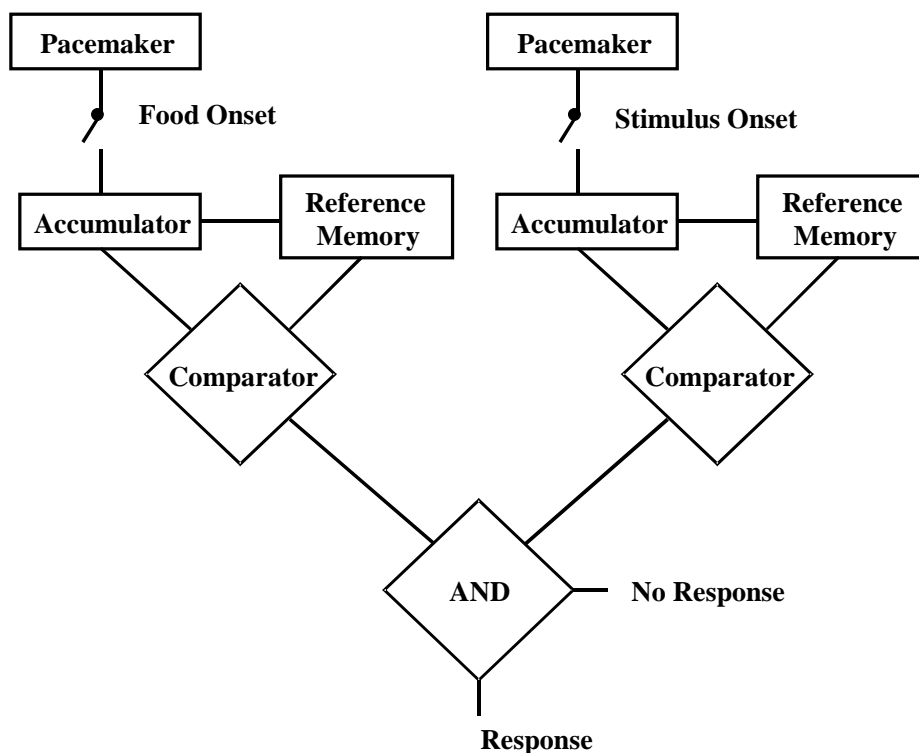 Pacemaker
Pacemaker
Food Onset
Stimulus Onset
Accumulator
Reference
Memory
Accumulator
Reference
Memory
Comparator
Comparator
AND
No Response
Response